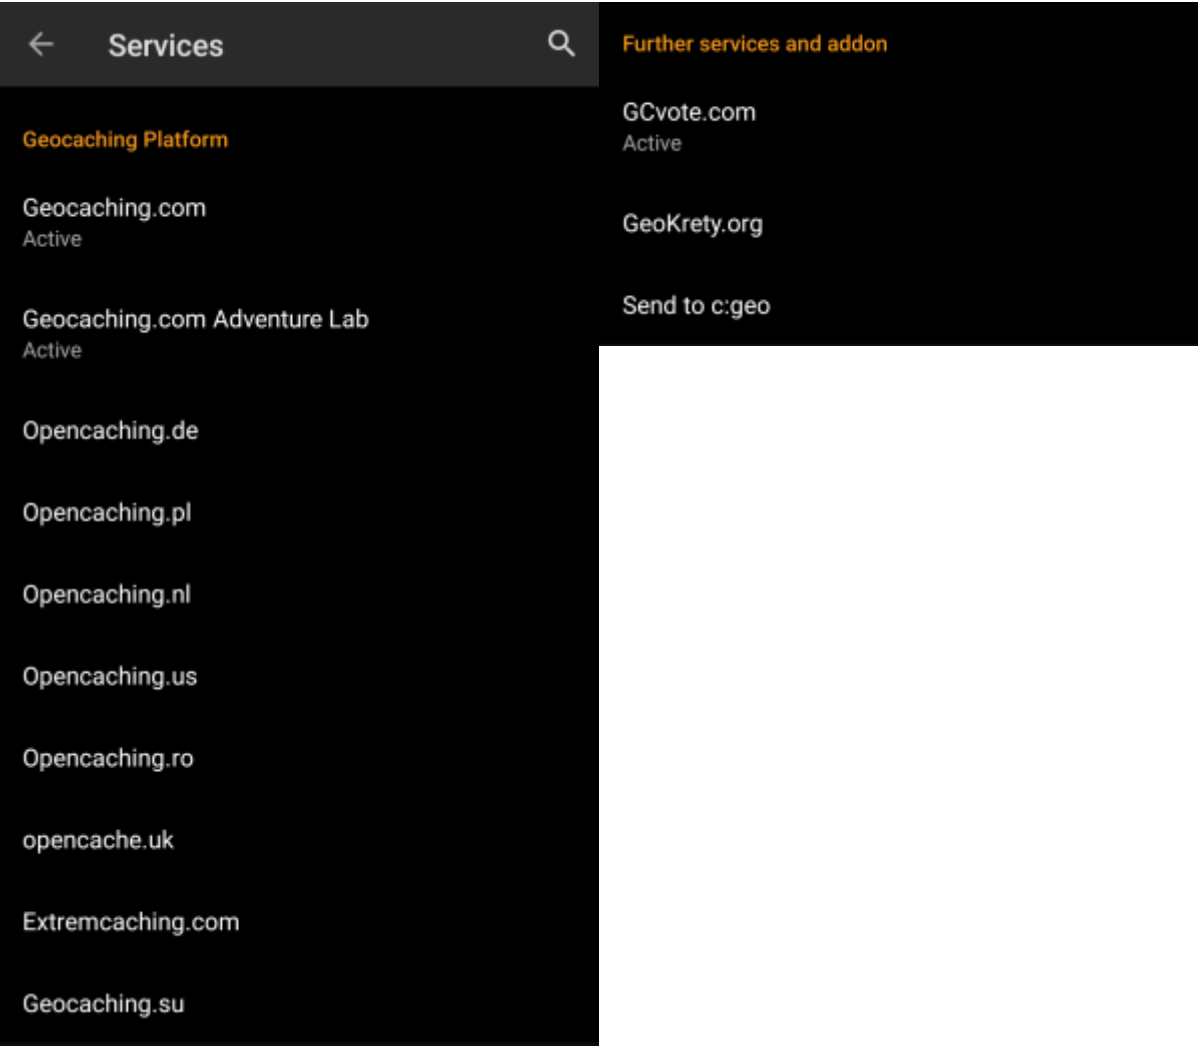 Services
Geocaching Platform
Geocaching.com
Active
Geocaching.com Adventure Lab
Active
Opencaching.de
Opencaching.pl
Opencaching.nl
Opencaching.us
Opencaching.ro
opencache.uk
Extremcaching.com
Geocaching.su
Further services and addon
GCvote.com
Active
GeoKrety.org
Send to c:geo